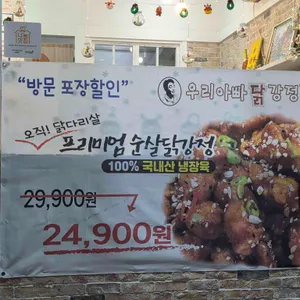 "방문 포장할인"
우리아빠 닭강정
오직! 닭다리살
프리미엄 순살닭강정
100% 국내산 냉장육
29,900원
24,900원